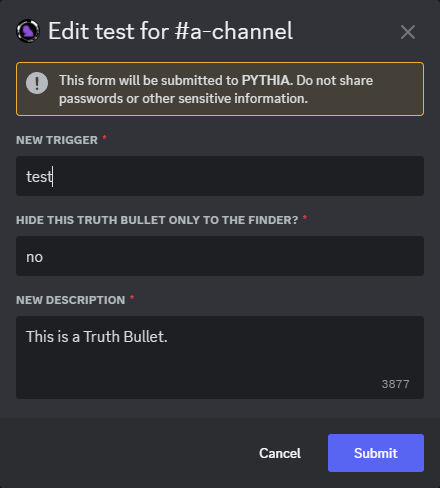 Edit test for #a-channel
This form will be submitted to PYTHIA. Do not share
passwords or other sensitive information.
NEW TRIGGER *
test
HIDE THIS TRUTH BULLET ONLY TO THE FINDER? *
no
NEW DESCRIPTION *
This is a Truth Bullet.
3877
Cancel
Submit